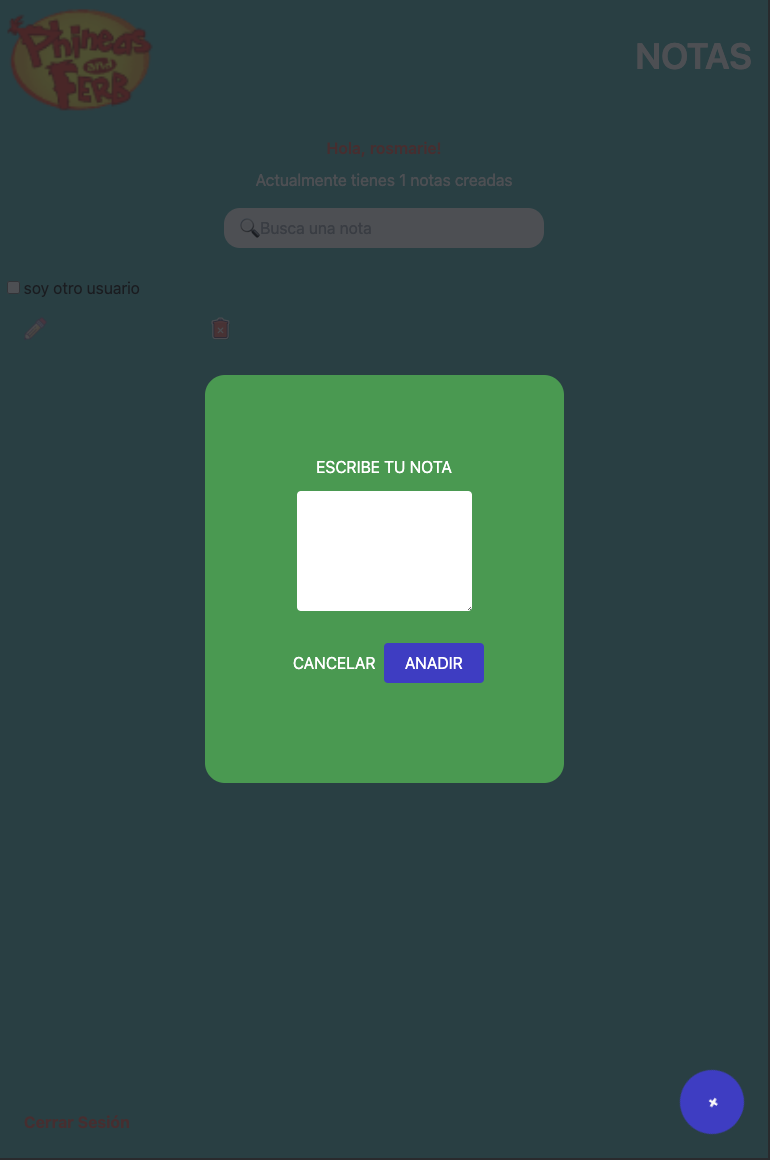 Phineas
and
FERB
NOTAS
Hola, rosmarie!
Actualmente tienes 1 notas creadas
Busca una nota
soy otro usuario
ESCRIBE TU NOTA
CANCELAR
ANADIR
Cerrar Sesión